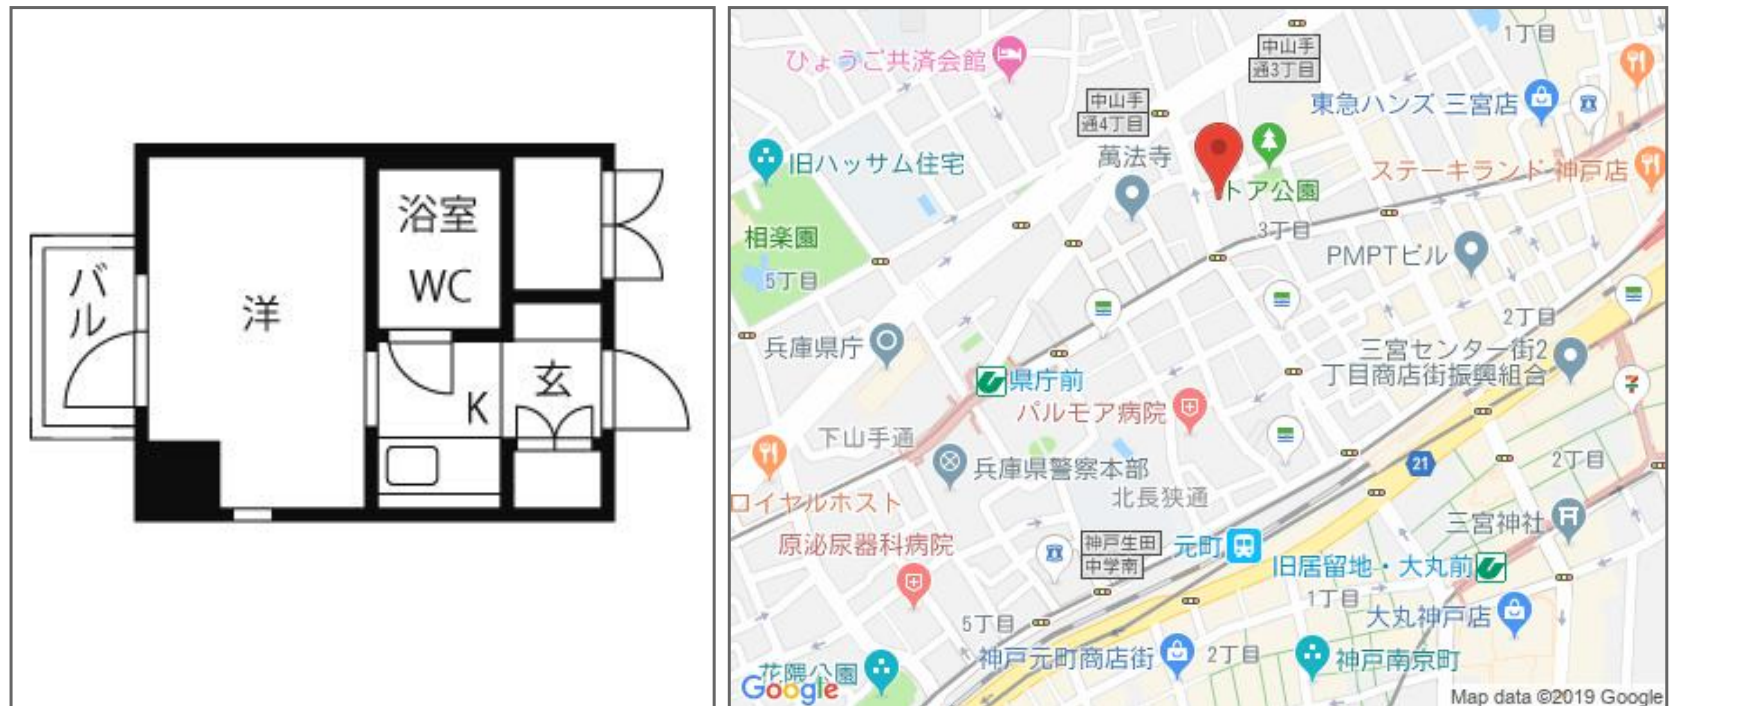 浴室
WC
バル
洋
K
玄
1丁目
ひょうご共済会館
中山手
通3丁目
東急ハンズ 三宮店
中山手
通4丁目
萬法寺
旧ハッサム住宅
ステーキランド 神戸店
トア公園
相楽園
3丁目
PMPTビル
5丁目
2丁目
兵庫県庁
三宮センター街2
丁目商店街振興組合
県庁前
パルモア病院
下山手通
兵庫県警察本部
21
2丁目
北長狭通
ロイヤルホスト
三宮神社
原泌尿器科病院
神戸生田
中学南
元町
旧居留地・大丸前
1丁目
大丸神戸店
5丁目
神戸元町商店街
2丁目
神戸南京町
花隈公園
Google
Map data ©2019 Google
7